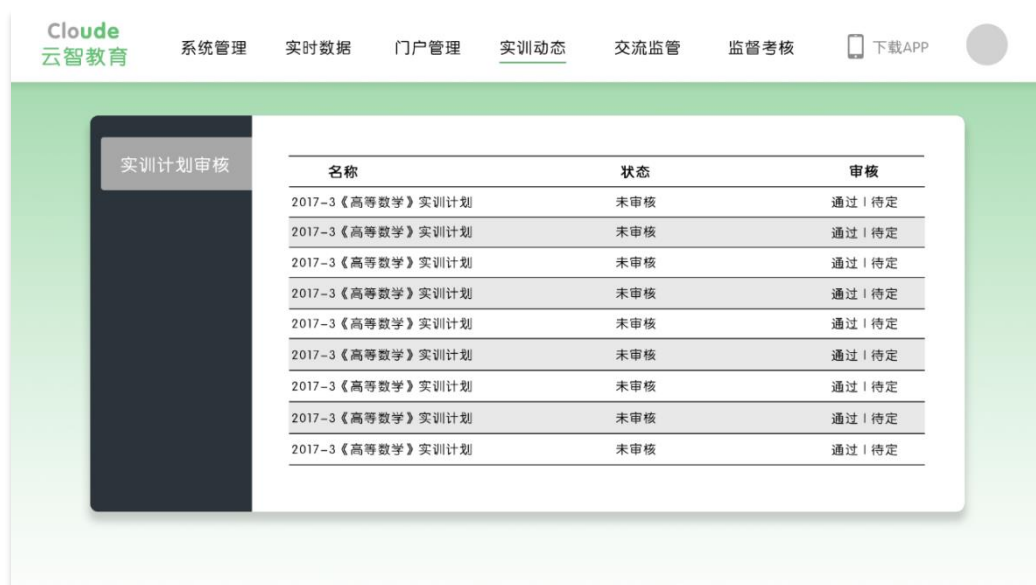 Cloude
云智教育
系统管理 实时数据 门户管理 实训动态 交流监管 监督考核 下载APP
实训计划审核
名称 状态 审核
2017-3《高等数学》实训计划 未审核 通过 | 待定
2017-3《高等数学》实训计划 未审核 通过 | 待定
2017-3《高等数学》实训计划 未审核 通过 | 待定
2017-3《高等数学》实训计划 未审核 通过 | 待定
2017-3《高等数学》实训计划 未审核 通过 | 待定
2017-3《高等数学》实训计划 未审核 通过 | 待定
2017-3《高等数学》实训计划 未审核 通过 | 待定
2017-3《高等数学》实训计划 未审核 通过 | 待定
2017-3《高等数学》实训计划 未审核 通过 | 待定